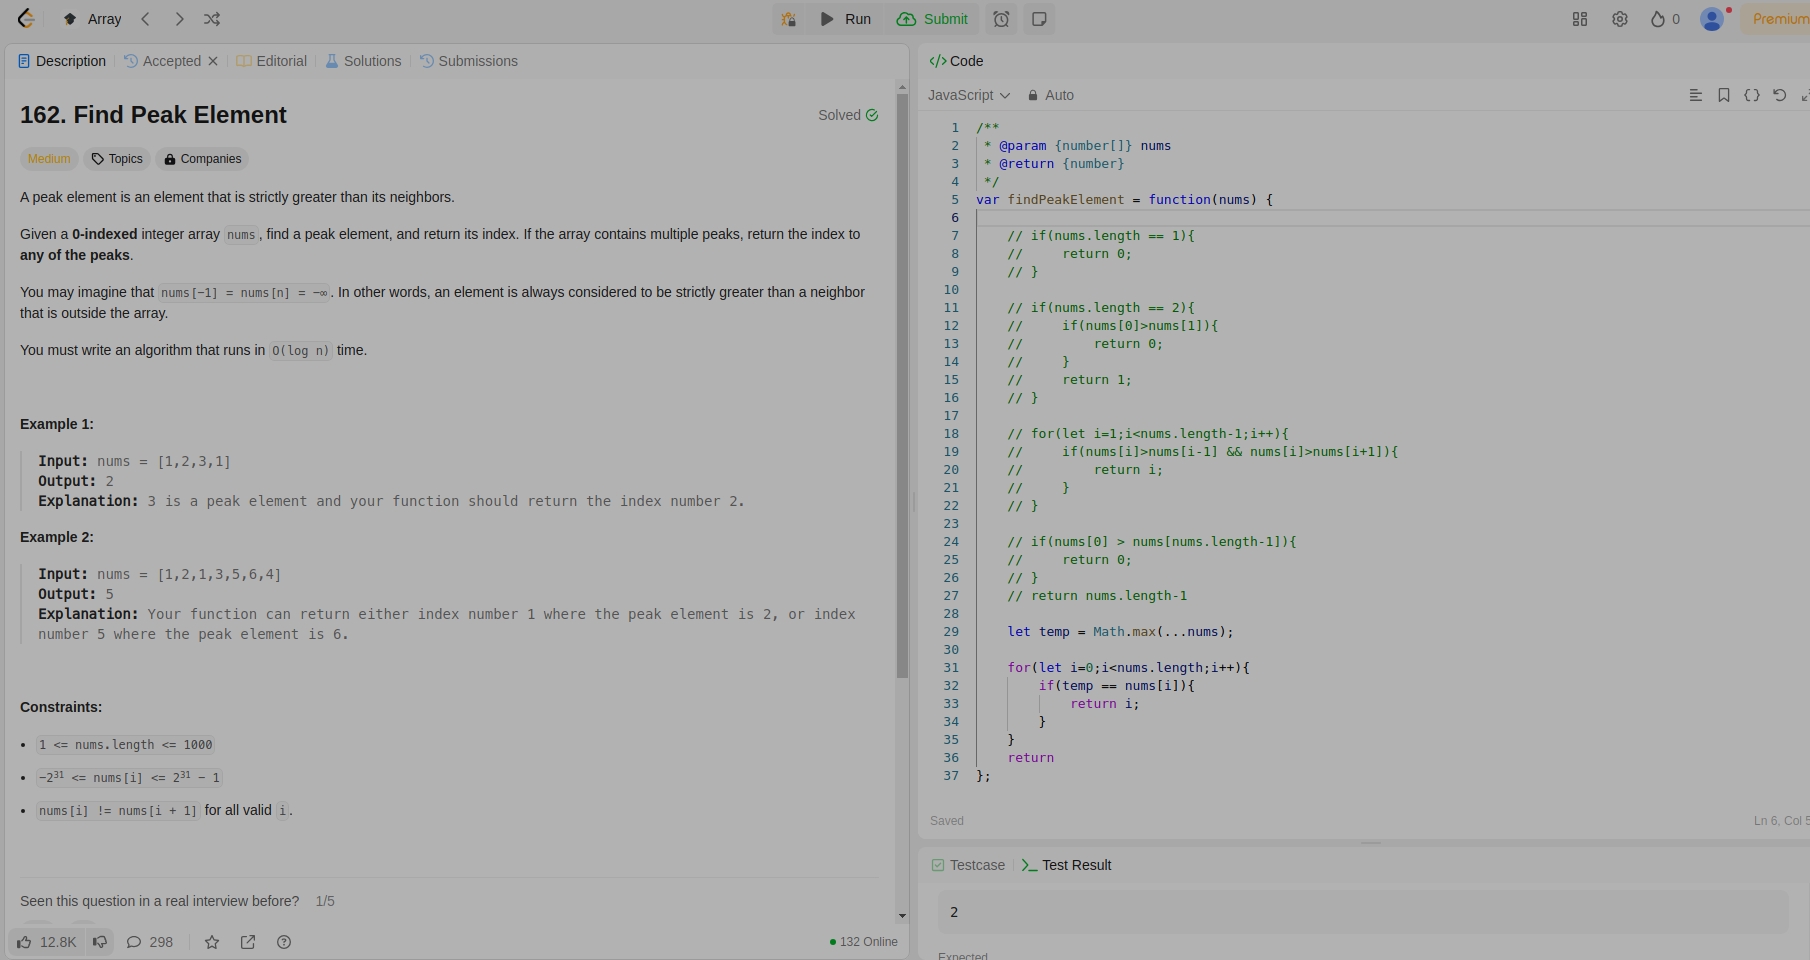 Array
Run
Submit
0
Premium
Description
Accepted
Editorial
Solutions
Submissions
162. Find Peak Element
Solved
Medium
Topics
Companies
A peak element is an element that is strictly greater than its neighbors.
Given a 0-indexed integer array nums, find a peak element, and return its index. If the array contains multiple peaks, return the index to
any of the peaks.
You may imagine that nums[-1] = nums[n] = -∞. In other words, an element is always considered to be strictly greater than a neighbor
that is outside the array.
You must write an algorithm that runs in O(log n) time.
Example 1:
Input: nums = [1,2,3,1]
Output: 2
Explanation: 3 is a peak element and your function should return the index number 2.
Example 2:
Input: nums = [1,2,1,3,5,6,4]
Output: 5
Explanation: Your function can return either index number 1 where the peak element is 2, or index
number 5 where the peak element is 6.
Constraints:
• 1 <= nums.length <= 1000
• -2³¹ <= nums[i] <= 2³¹ - 1
• nums[i] != nums[i + 1] for all valid i.
Seen this question in a real interview before? 1/5
12.8K
298
132 Online
</> Code
JavaScript
Auto
1 /**
2 * @param {number[]} nums
3 * @return {number}
4 */
5 var findPeakElement = function(nums) {
6
7 // if(nums.length == 1){
8 //     return 0;
9 // }
10
11 // if(nums.length == 2){
12 //     if(nums[0]>nums[1]){
13 //         return 0;
14 //     }
15 //     return 1;
16 // }
17
18 // for(let i=1;i<nums.length-1;i++){
19 //     if(nums[i]>nums[i-1] && nums[i]>nums[i+1]){
20 //         return i;
21 //     }
22 // }
23
24 // if(nums[0] > nums[nums.length-1]){
25 //     return 0;
26 // }
27 // return nums.length-1
28
29 let temp = Math.max(...nums);
30
31 for(let i=0;i<nums.length;i++){
32 if(temp == nums[i]){
33 return i;
34 }
35 }
36 return
37 };
Saved
Ln 6, Col 5
Testcase
Test Result
2
Expected